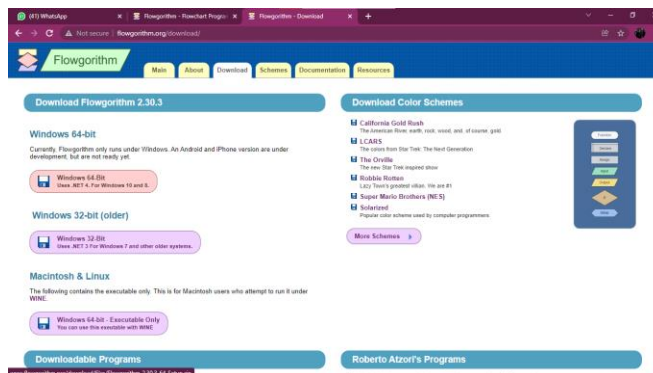 (41) WhatsApp
Flowgorithm - Flowchart Progra
Flowgorithm - Download
Not secure | flowgorithm.org/download/
Flowgorithm
Main
About
Download
Schemes
Documentation
Resources
Download Flowgorithm 2.30.3
Windows 64-bit
Currently, Flowgorithm only runs under Windows. An Android and iPhone version are under
development, but are not ready yet.
Windows 64-Bit
Uses .NET 4. For Windows 10 and 8.
Windows 32-bit (older)
Windows 32-Bit
Uses .NET 3 For Windows 7 and other older systems.
Macintosh & Linux
The following contains the executable only. This is for Macintosh users who attempt to run it under
WINE.
Windows 64-bit - Executable Only
You can use this exeutable with WINE
Downloadable Programs
Download Color Schemes
California Gold Rush
The American River, earth, rock, wood, and, of course, gold.
LCARS
The colors from Star Trek: The Next Generation
The Orville
The new Star Trek inspired show
Robbie Rotten
Lazy Town's greatest villan. We are #1
Super Mario Brothers (NES)
Solarized
Popular color scheme used by computer programmers
More Schemes
Roberto Atzori's Programs